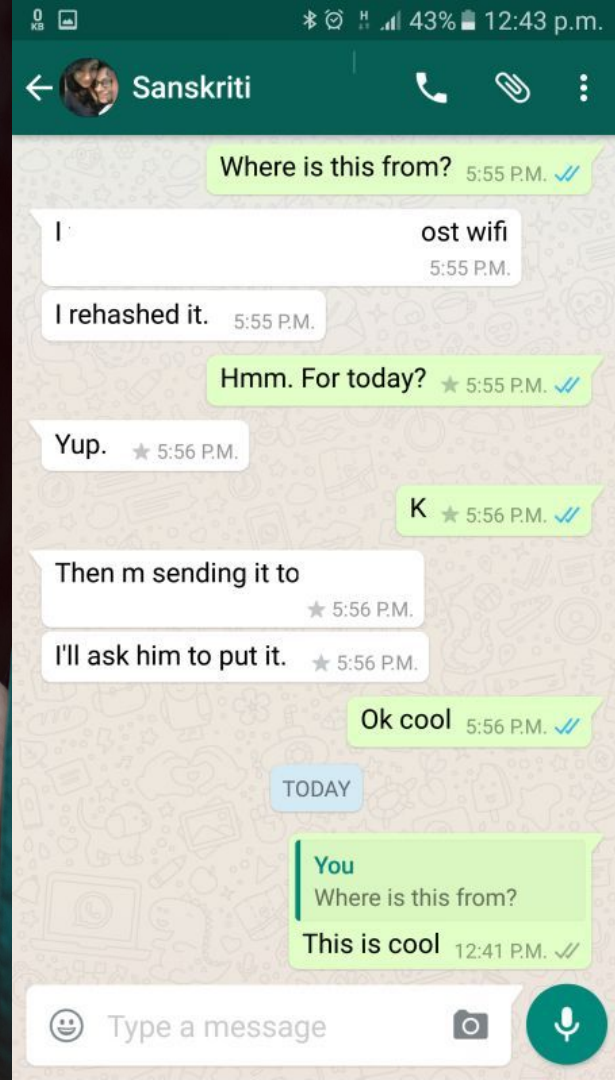 0
KB
H 43% 12:43 p.m.
Sanskriti
Where is this from? 5:55 P.M.
I ost wifi
5:55 P.M.
I rehashed it. 5:55 P.M.
Hmm. For today? 5:55 P.M.
Yup. 5:56 P.M.
K 5:56 P.M.
Then m sending it to
5:56 P.M.
I'll ask him to put it. 5:56 P.M.
Ok cool 5:56 P.M.
TODAY
You
Where is this from?
This is cool 12:41 P.M.
Type a message